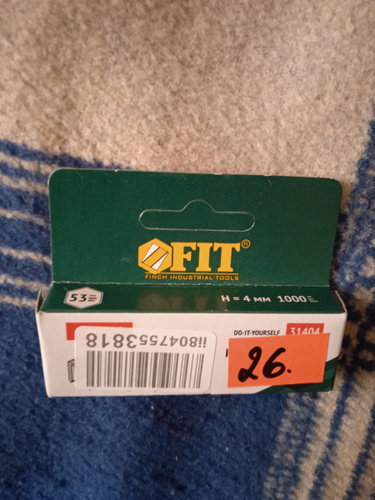 FIT®
FINCH INDUSTRIAL TOOLS
53
H = 4 мм 1000
DO-IT-YOURSELF 31404
26.
ii8047553818